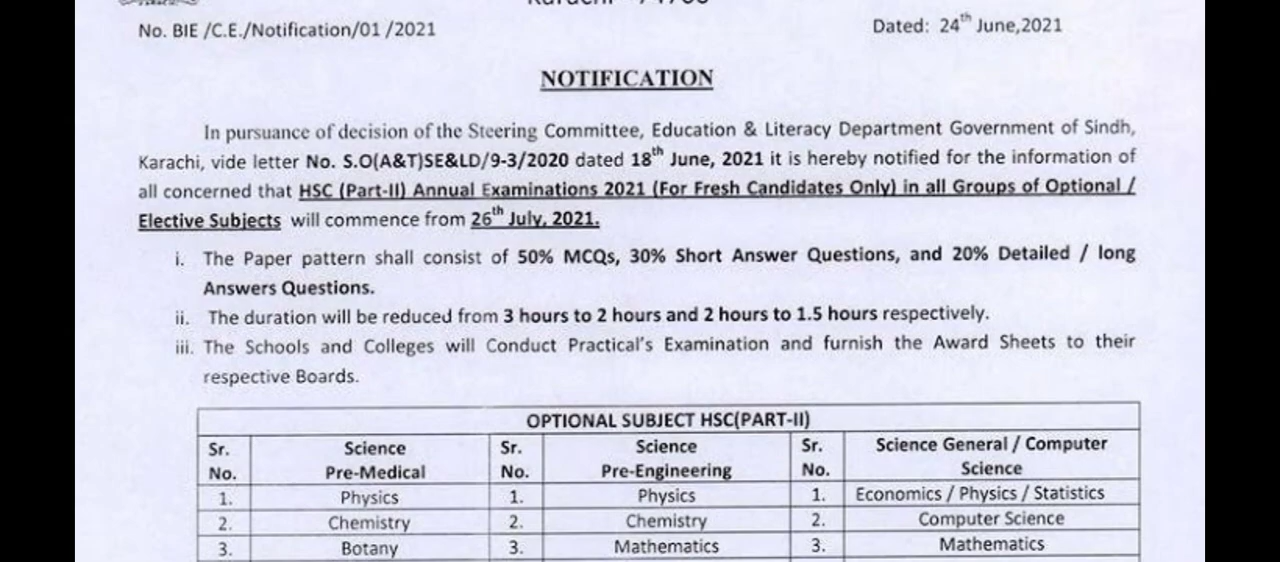 No. BIE /C.E./Notification/01 /2021
Dated: 24th June,2021
NOTIFICATION
In pursuance of decision of the Steering Committee, Education & Literacy Department Government of Sindh,
Karachi, vide letter No. S.O(A&T)SE&LD/9-3/2020 dated 18th June, 2021 it is hereby notified for the information of
all concerned that HSC (Part-II) Annual Examinations 2021 (For Fresh Candidates Only) in all Groups of Optional /
Elective Subjects will commence from 26th July, 2021.
i. The Paper pattern shall consist of 50% MCQs, 30% Short Answer Questions, and 20% Detailed / long
Answers Questions.
ii. The duration will be reduced from 3 hours to 2 hours and 2 hours to 1.5 hours respectively.
iii. The Schools and Colleges will Conduct Practical's Examination and furnish the Award Sheets to their
respective Boards.
OPTIONAL SUBJECT HSC(PART-II)
Sr. No. Science Pre-Medical Sr. No. Science Pre-Engineering Sr. No. Science General / Computer Science
1. Physics 1. Physics 1. Economics / Physics / Statistics
2. Chemistry 2. Chemistry 2. Computer Science
3. Botany 3. Mathematics 3. Mathematics